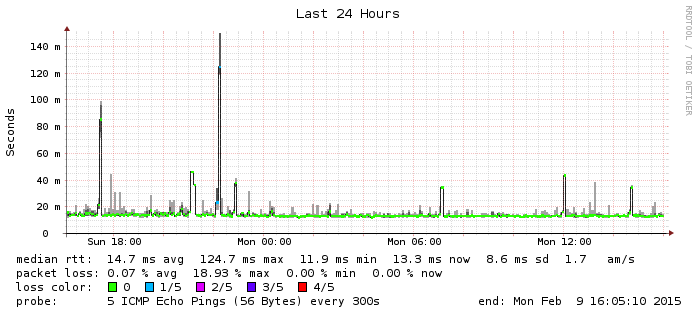 Last 24 Hours
RRDTOOL / TOBI OETIKER
Seconds
140 m
120 m
100 m
80 m
60 m
40 m
20 m
0
Sun 18:00 Mon 00:00 Mon 06:00 Mon 12:00
median rtt: 14.7 ms avg 124.7 ms max 11.9 ms min 13.3 ms now 8.6 ms sd 1.7 am/s
packet loss: 0.07 % avg 18.93 % max 0.00 % min 0.00 % now
loss color: 0 1/5 2/5 3/5 4/5
probe: 5 ICMP Echo Pings (56 Bytes) every 300s end: Mon Feb 9 16:05:10 2015